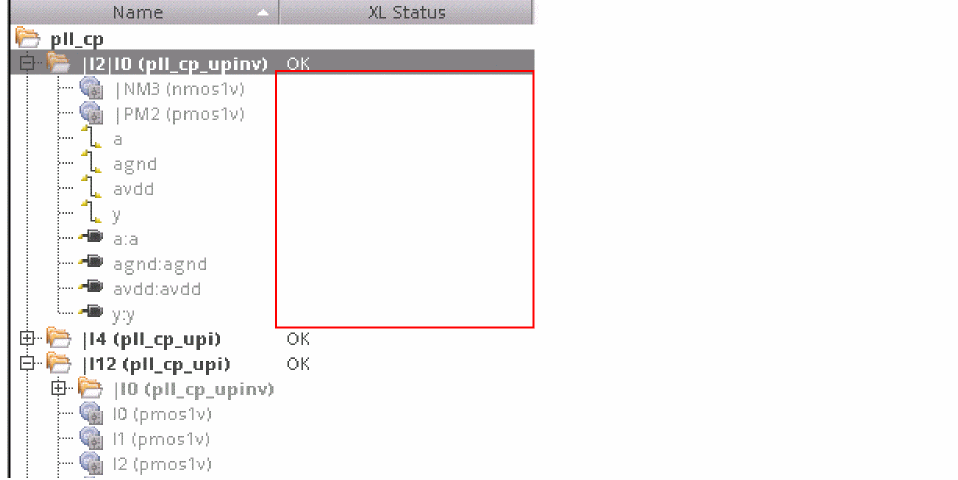 Name XL Status
pll_cp
|I2|I0 (pll_cp_upinv) OK
|NM3 (nmos1v)
|PM2 (pmos1v)
a
agnd
avdd
y
a:a
agnd:agnd
avdd:avdd
y:y
|I4 (pll_cp_upi) OK
|I12 (pll_cp_upi) OK
|I0 (pll_cp_upinv)
I0 (pmos1v)
I1 (pmos1v)
I2 (pmos1v)